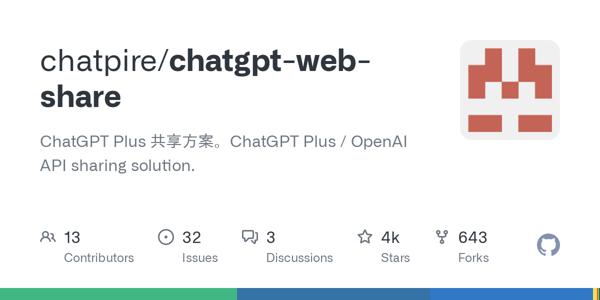 chatpire/chatgpt-web-
share
ChatGPT Plus 共享方案。ChatGPT Plus / OpenAI
API sharing solution.
13 32 3 4k 643
Contributors Issues Discussions Stars Forks